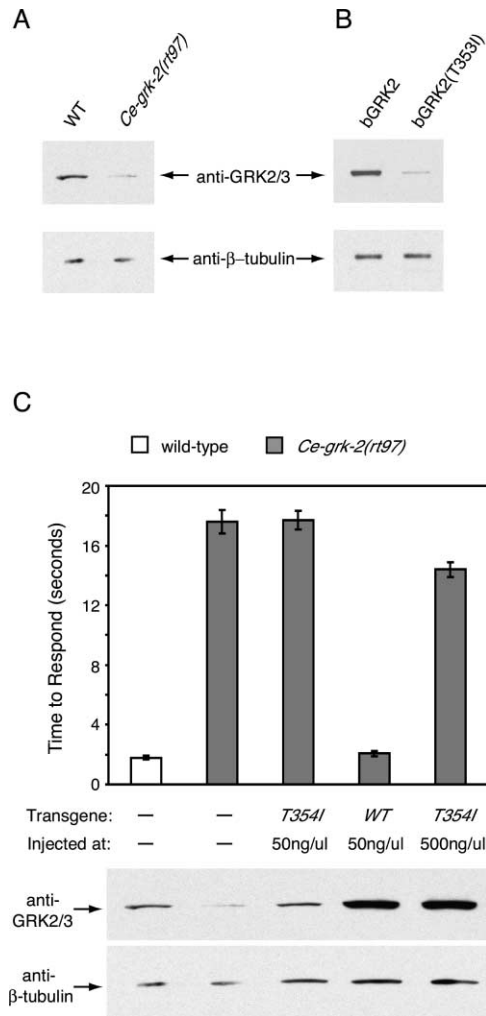 A
B
WT
Ce-grk-2(rt97)
bGRK2
bGRK2(T353I)
anti-GRK2/3
anti-β–tubulin
C
wild-type
Ce-grk-2(rt97)
Time to Respond (seconds)
20
16
12
8
4
2
0
Transgene: — — T354I WT T354I
Injected at: — — 50ng/ul 50ng/ul 500ng/ul
anti-
GRK2/3
anti-
β-tubulin